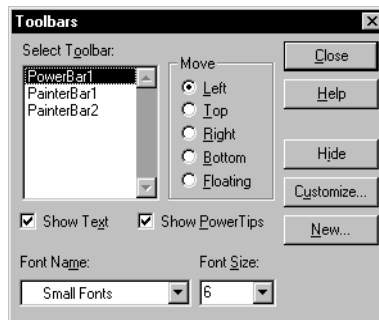 Toolbars
Select Toolbar:
PowerBar1
PainterBar1
PainterBar2
Move
Left
Top
Right
Bottom
Floating
Close
Help
Hide
Customize...
New...
Show Text
Show PowerTips
Font Name:
Small Fonts
Font Size:
6